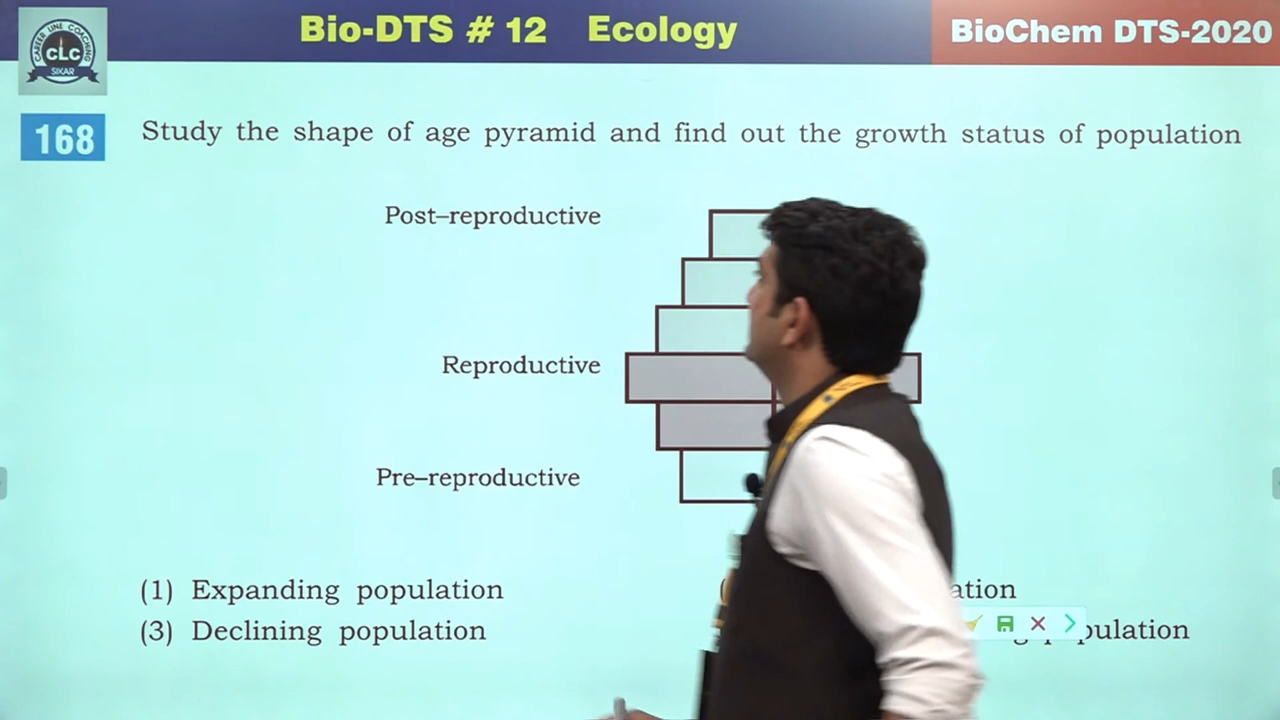 Bio-DTS # 12 Ecology
BioChem DTS-2020
CAREER LINE COACHING
CLC
SIKAR
168 Study the shape of age pyramid and find out the growth status of population
Post–reproductive
Reproductive
Pre–reproductive
(1) Expanding population
(3) Declining population